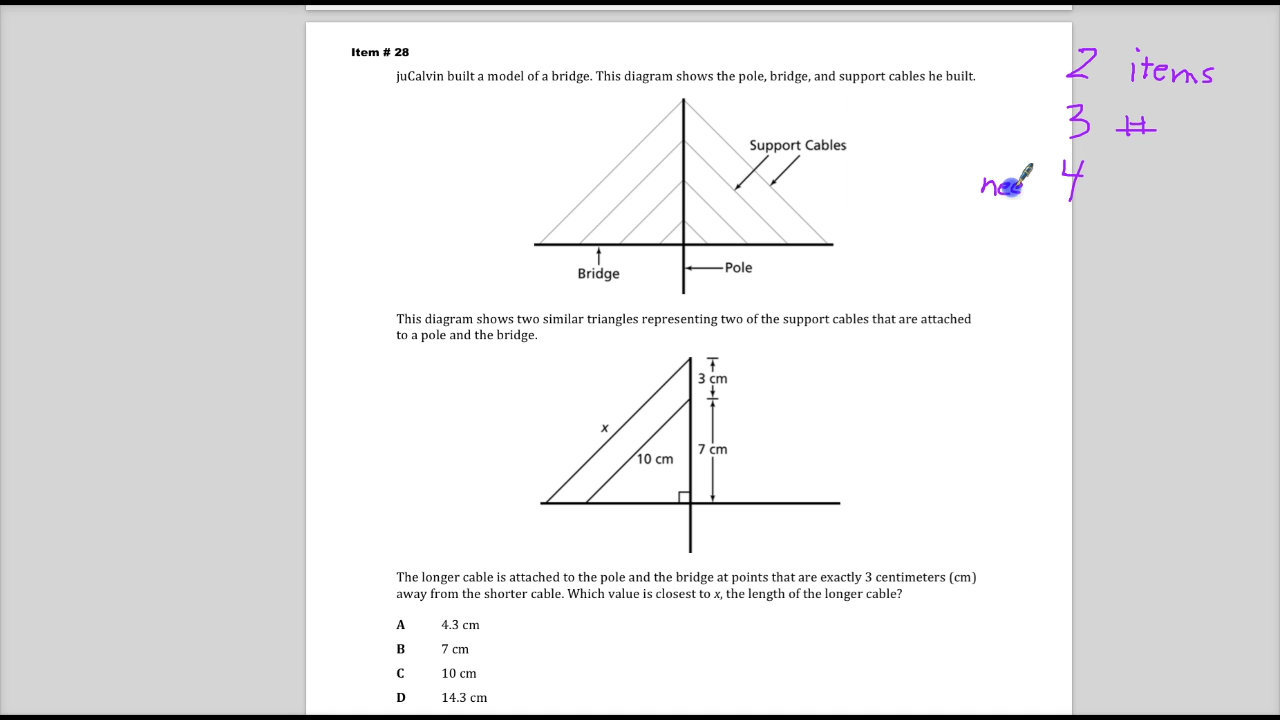 Item # 28
juCalvin built a model of a bridge. This diagram shows the pole, bridge, and support cables he built.
Support Cables
Bridge
Pole
This diagram shows two similar triangles representing two of the support cables that are attached
to a pole and the bridge.
3 cm
x
7 cm
10 cm
The longer cable is attached to the pole and the bridge at points that are exactly 3 centimeters (cm)
away from the shorter cable. Which value is closest to x, the length of the longer cable?
A 4.3 cm
B 7 cm
C 10 cm
D 14.3 cm
2 items
3 #
nee 4